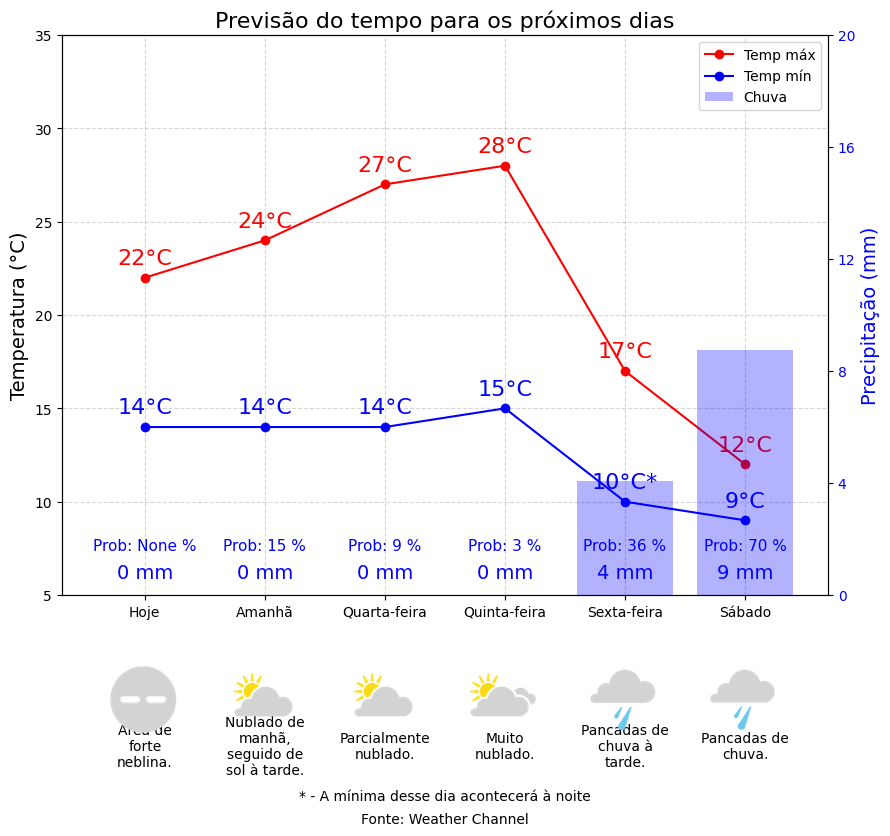 Previsão do tempo para os próximos dias
Temp máx
Temp mín
Chuva
Temperatura (°C)
Precipitação (mm)
35
30
25
20
15
10
5
20
16
12
8
4
0
22°C
24°C
27°C
28°C
17°C
12°C
14°C
14°C
14°C
15°C
10°C*
9°C
Prob: None %
Prob: 15 %
Prob: 9 %
Prob: 3 %
Prob: 36 %
Prob: 70 %
0 mm
0 mm
0 mm
0 mm
4 mm
9 mm
Hoje
Amanhã
Quarta-feira
Quinta-feira
Sexta-feira
Sábado
Área de
forte
neblina.
Nublado de
manhã,
seguido de
sol à tarde.
Parcialmente
nublado.
Muito
nublado.
Pancadas de
chuva à
tarde.
Pancadas de
chuva.
* - A mínima desse dia acontecerá à noite
Fonte: Weather Channel